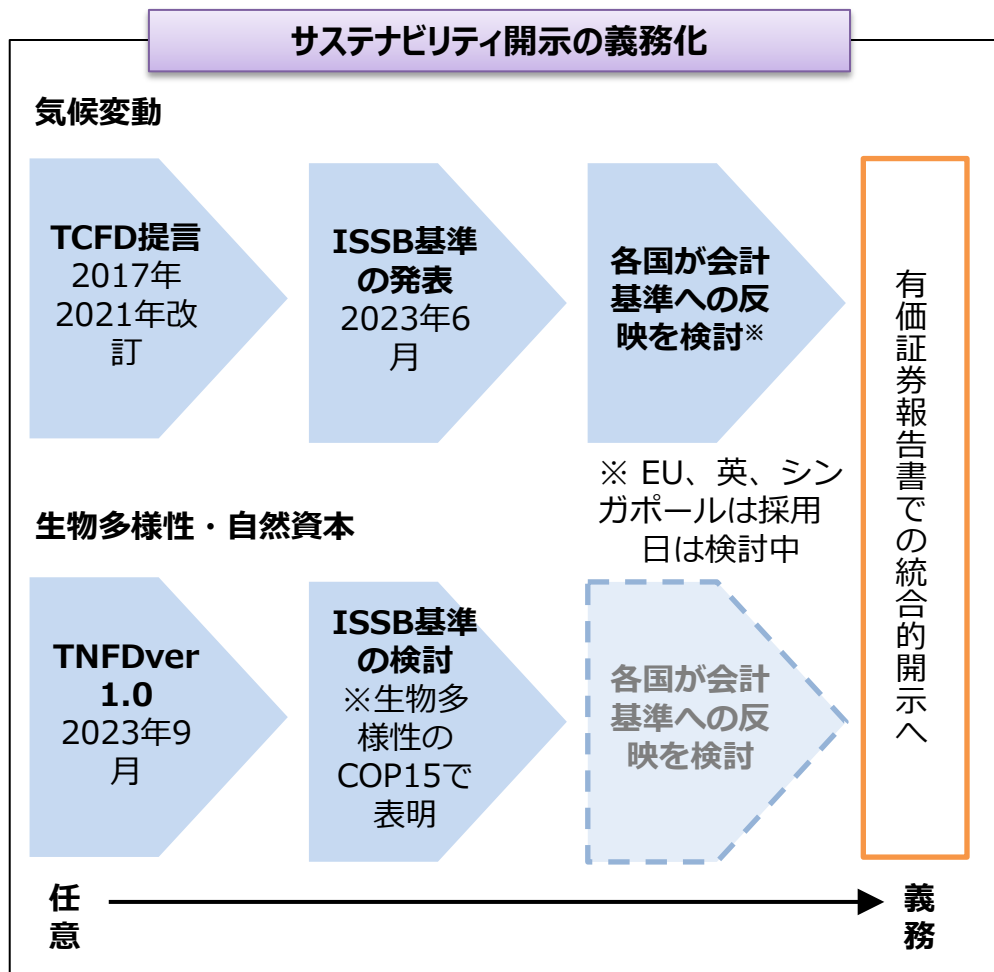 サステナビリティ開示の義務化
気候変動
TCFD提言
2017年
2021年改
訂
ISSB基準
の発表
2023年6
月
各国が会計
基準への反
映を検討※
※ EU、英、シン
ガポールは採用
日は検討中
生物多様性・自然資本
TNFDver
1.0
2023年9
月
ISSB基準
の検討
※生物多
様性の
COP15で
表明
各国が会計
基準への反
映を検討
有価証券報告書での統合的開示へ
任
意
義
務